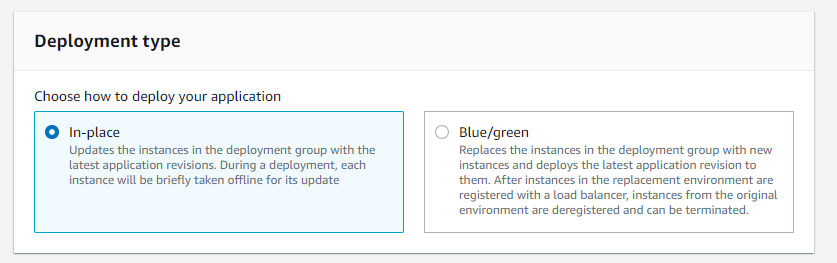 Deployment type
Choose how to deploy your application
In-place
Updates the instances in the deployment group with the
latest application revisions. During a deployment, each
instance will be briefly taken offline for its update
Blue/green
Replaces the instances in the deployment group with new
instances and deploys the latest application revision to
them. After instances in the replacement environment are
registered with a load balancer, instances from the original
environment are deregistered and can be terminated.